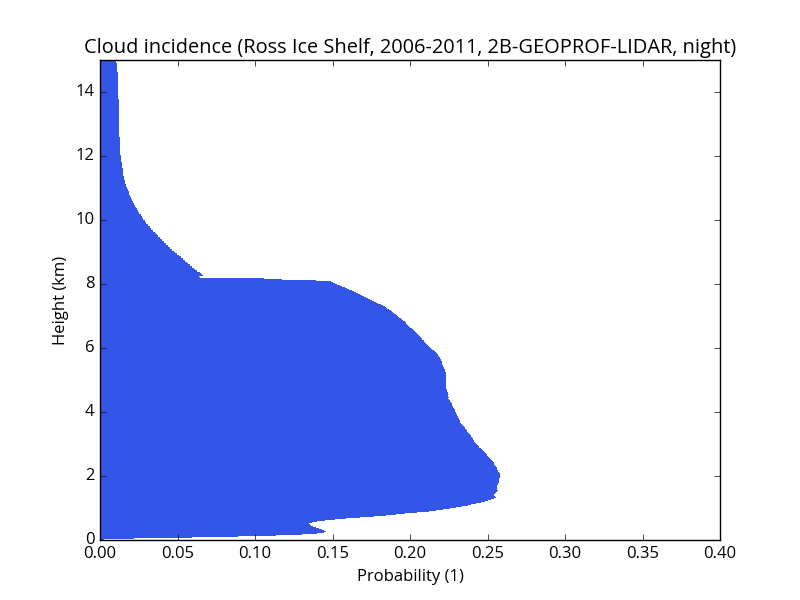 Cloud incidence (Ross Ice Shelf, 2006-2011, 2B-GEOPROF-LIDAR, night)
14
12
10
8
6
4
2
0
Height (km)
0.00 0.05 0.10 0.15 0.20 0.25 0.30 0.35 0.40
Probability (1)